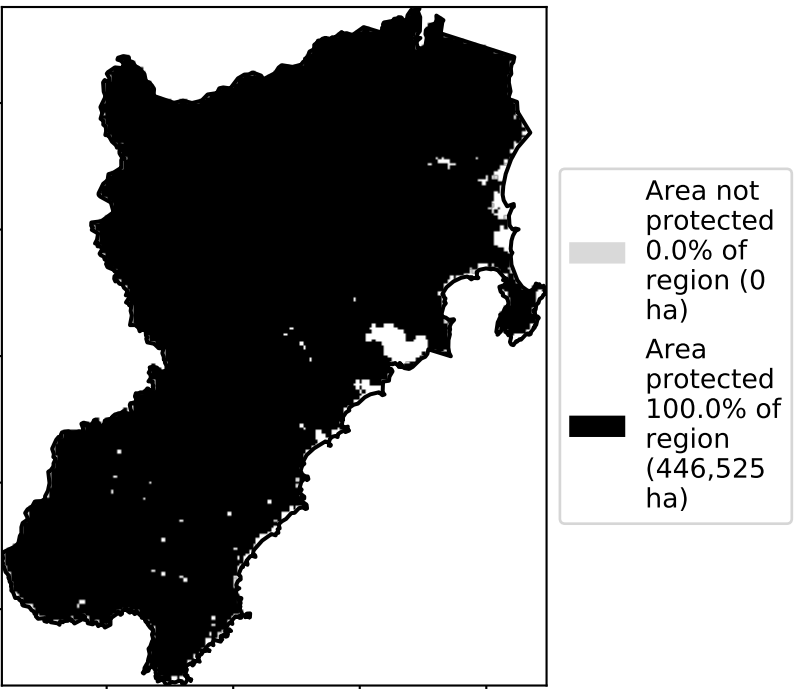 Area not
protected
0.0% of
region (0
ha)
Area
protected
100.0% of
region
(446,525
ha)